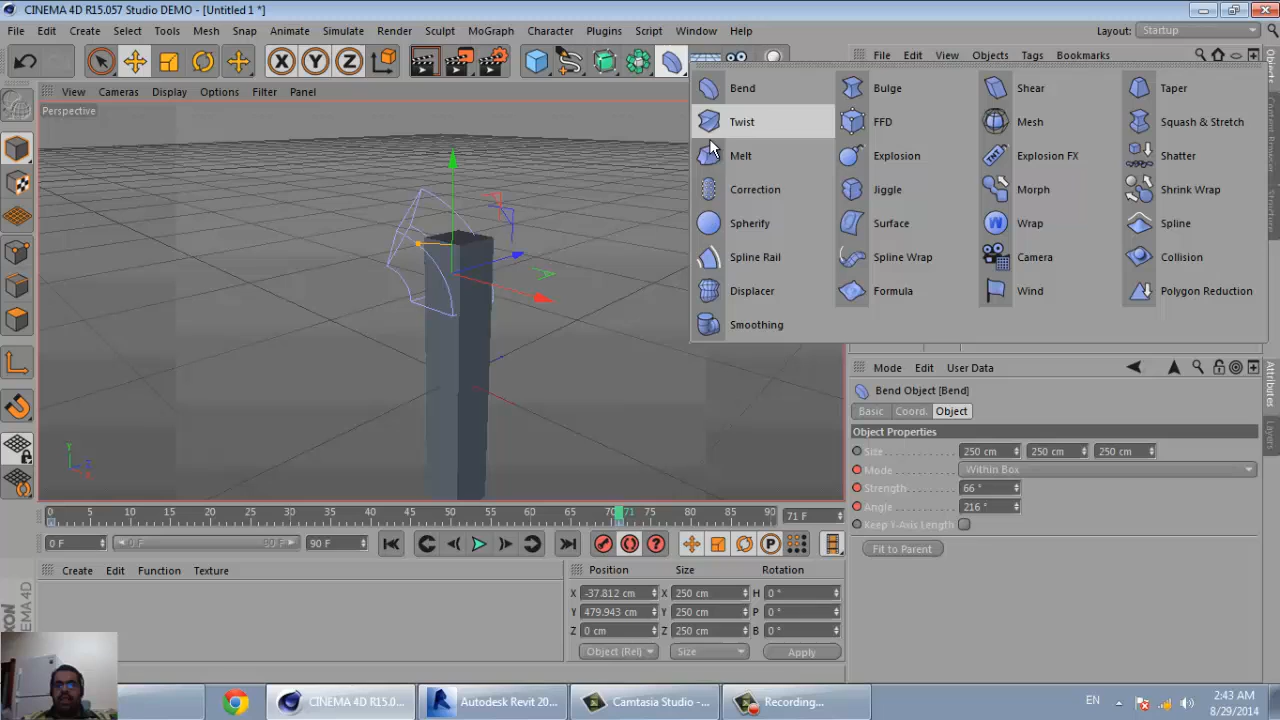 CINEMA 4D R15.057 Studio DEMO - [Untitled 1 *]
File Edit Create Select Tools Mesh Snap Animate Simulate Render Sculpt MoGraph Character Plugins Script Window Help Layout: Startup
X Y Z
File Edit View Objects Tags Bookmarks
View Cameras Display Options Filter Panel
Perspective
Bend Bulge Shear Taper
Twist FFD Mesh Squash & Stretch
Melt Explosion Explosion FX Shatter
Correction Jiggle Morph Shrink Wrap
Spherify Surface Wrap Spline
Spline Rail Spline Wrap Camera Collision
Displacer Formula Wind Polygon Reduction
Smoothing
Objects
Structure
Attributes
Layers
Mode Edit User Data
Bend Object [Bend]
Basic Coord. Object
Object Properties
Size 250 cm 250 cm 250 cm
Mode Within Box
Strength 66 °
Angle 216 °
Keep Y-Axis Length
Fit to Parent
Y
0 5 10 15 20 25 30 35 40 45 50 55 60 65 70 71 75 80 85 90 71 F
0 F 0 F 90 F 90 F
Create Edit Function Texture
Position Size Rotation
X -37.812 cm X 250 cm H 0 °
Y 479.943 cm Y 250 cm P 0 °
Z 0 cm Z 250 cm B 0 °
Object (Rel) Size Apply
CINEMA 4D R15.0... Autodesk Revit 20... Camtasia Studio -... Recording...
EN 2:43 AM
8/29/2014